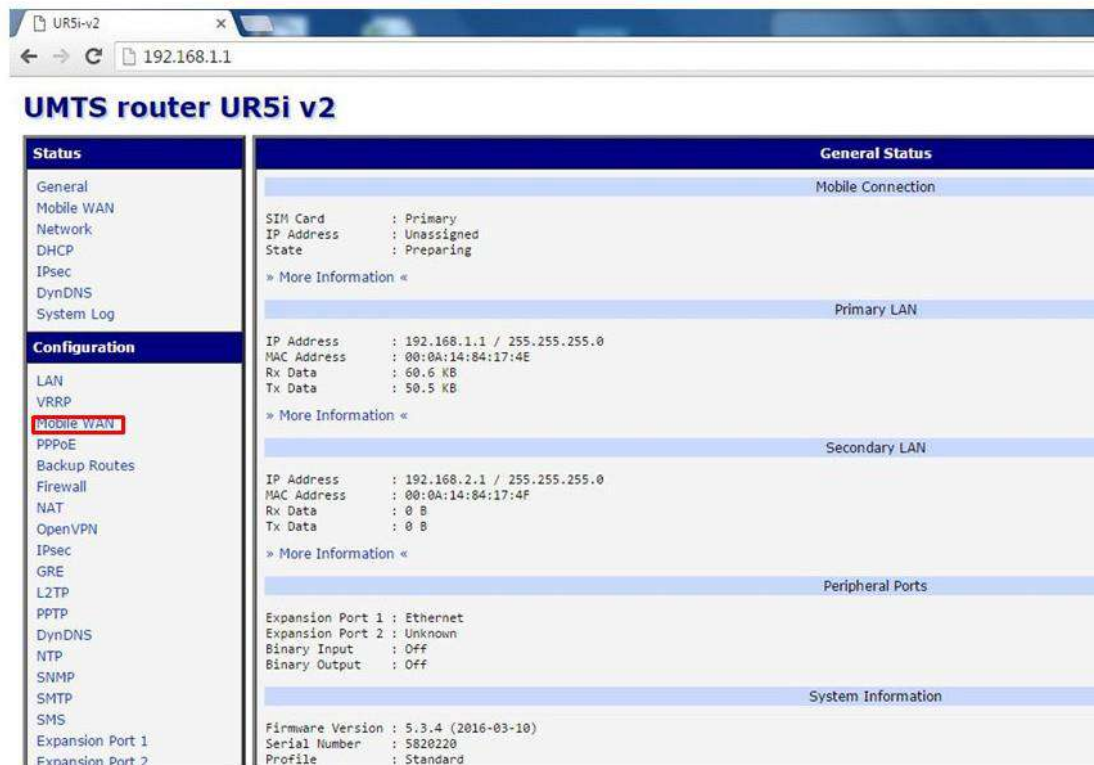 UR5i-v2
192.168.1.1
UMTS router UR5i v2
Status
General
Mobile WAN
Network
DHCP
IPsec
DynDNS
System Log
Configuration
LAN
VRRP
Mobile WAN
PPPoE
Backup Routes
Firewall
NAT
OpenVPN
IPsec
GRE
L2TP
PPTP
DynDNS
NTP
SNMP
SMTP
SMS
Expansion Port 1
Expansion Port 2
General Status
Mobile Connection
SIM Card : Primary
IP Address : Unassigned
State : Preparing
» More Information «
Primary LAN
IP Address : 192.168.1.1 / 255.255.255.0
MAC Address : 00:0A:14:84:17:4E
Rx Data : 60.6 KB
Tx Data : 50.5 KB
» More Information «
Secondary LAN
IP Address : 192.168.2.1 / 255.255.255.0
MAC Address : 00:0A:14:84:17:4F
Rx Data : 0 B
Tx Data : 0 B
» More Information «
Peripheral Ports
Expansion Port 1 : Ethernet
Expansion Port 2 : Unknown
Binary Input : Off
Binary Output : Off
System Information
Firmware Version : 5.3.4 (2016-03-10)
Serial Number : 5820220
Profile : Standard